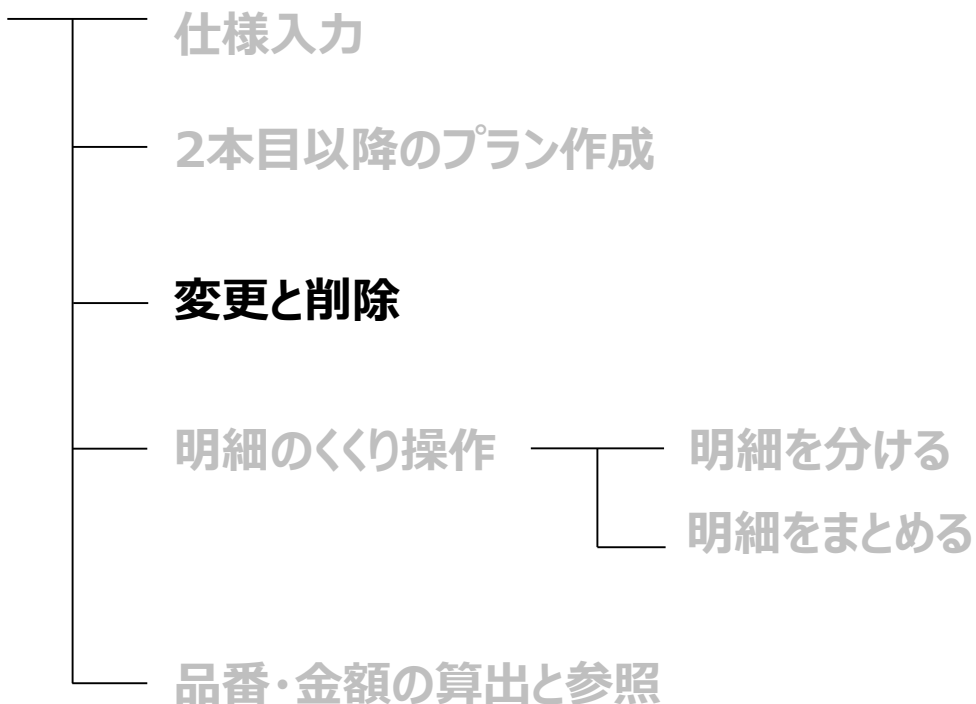 仕様入力
2本目以降のプラン作成
変更と削除
明細のくくり操作
明細を分ける
明細をまとめる
品番・金額の算出と参照